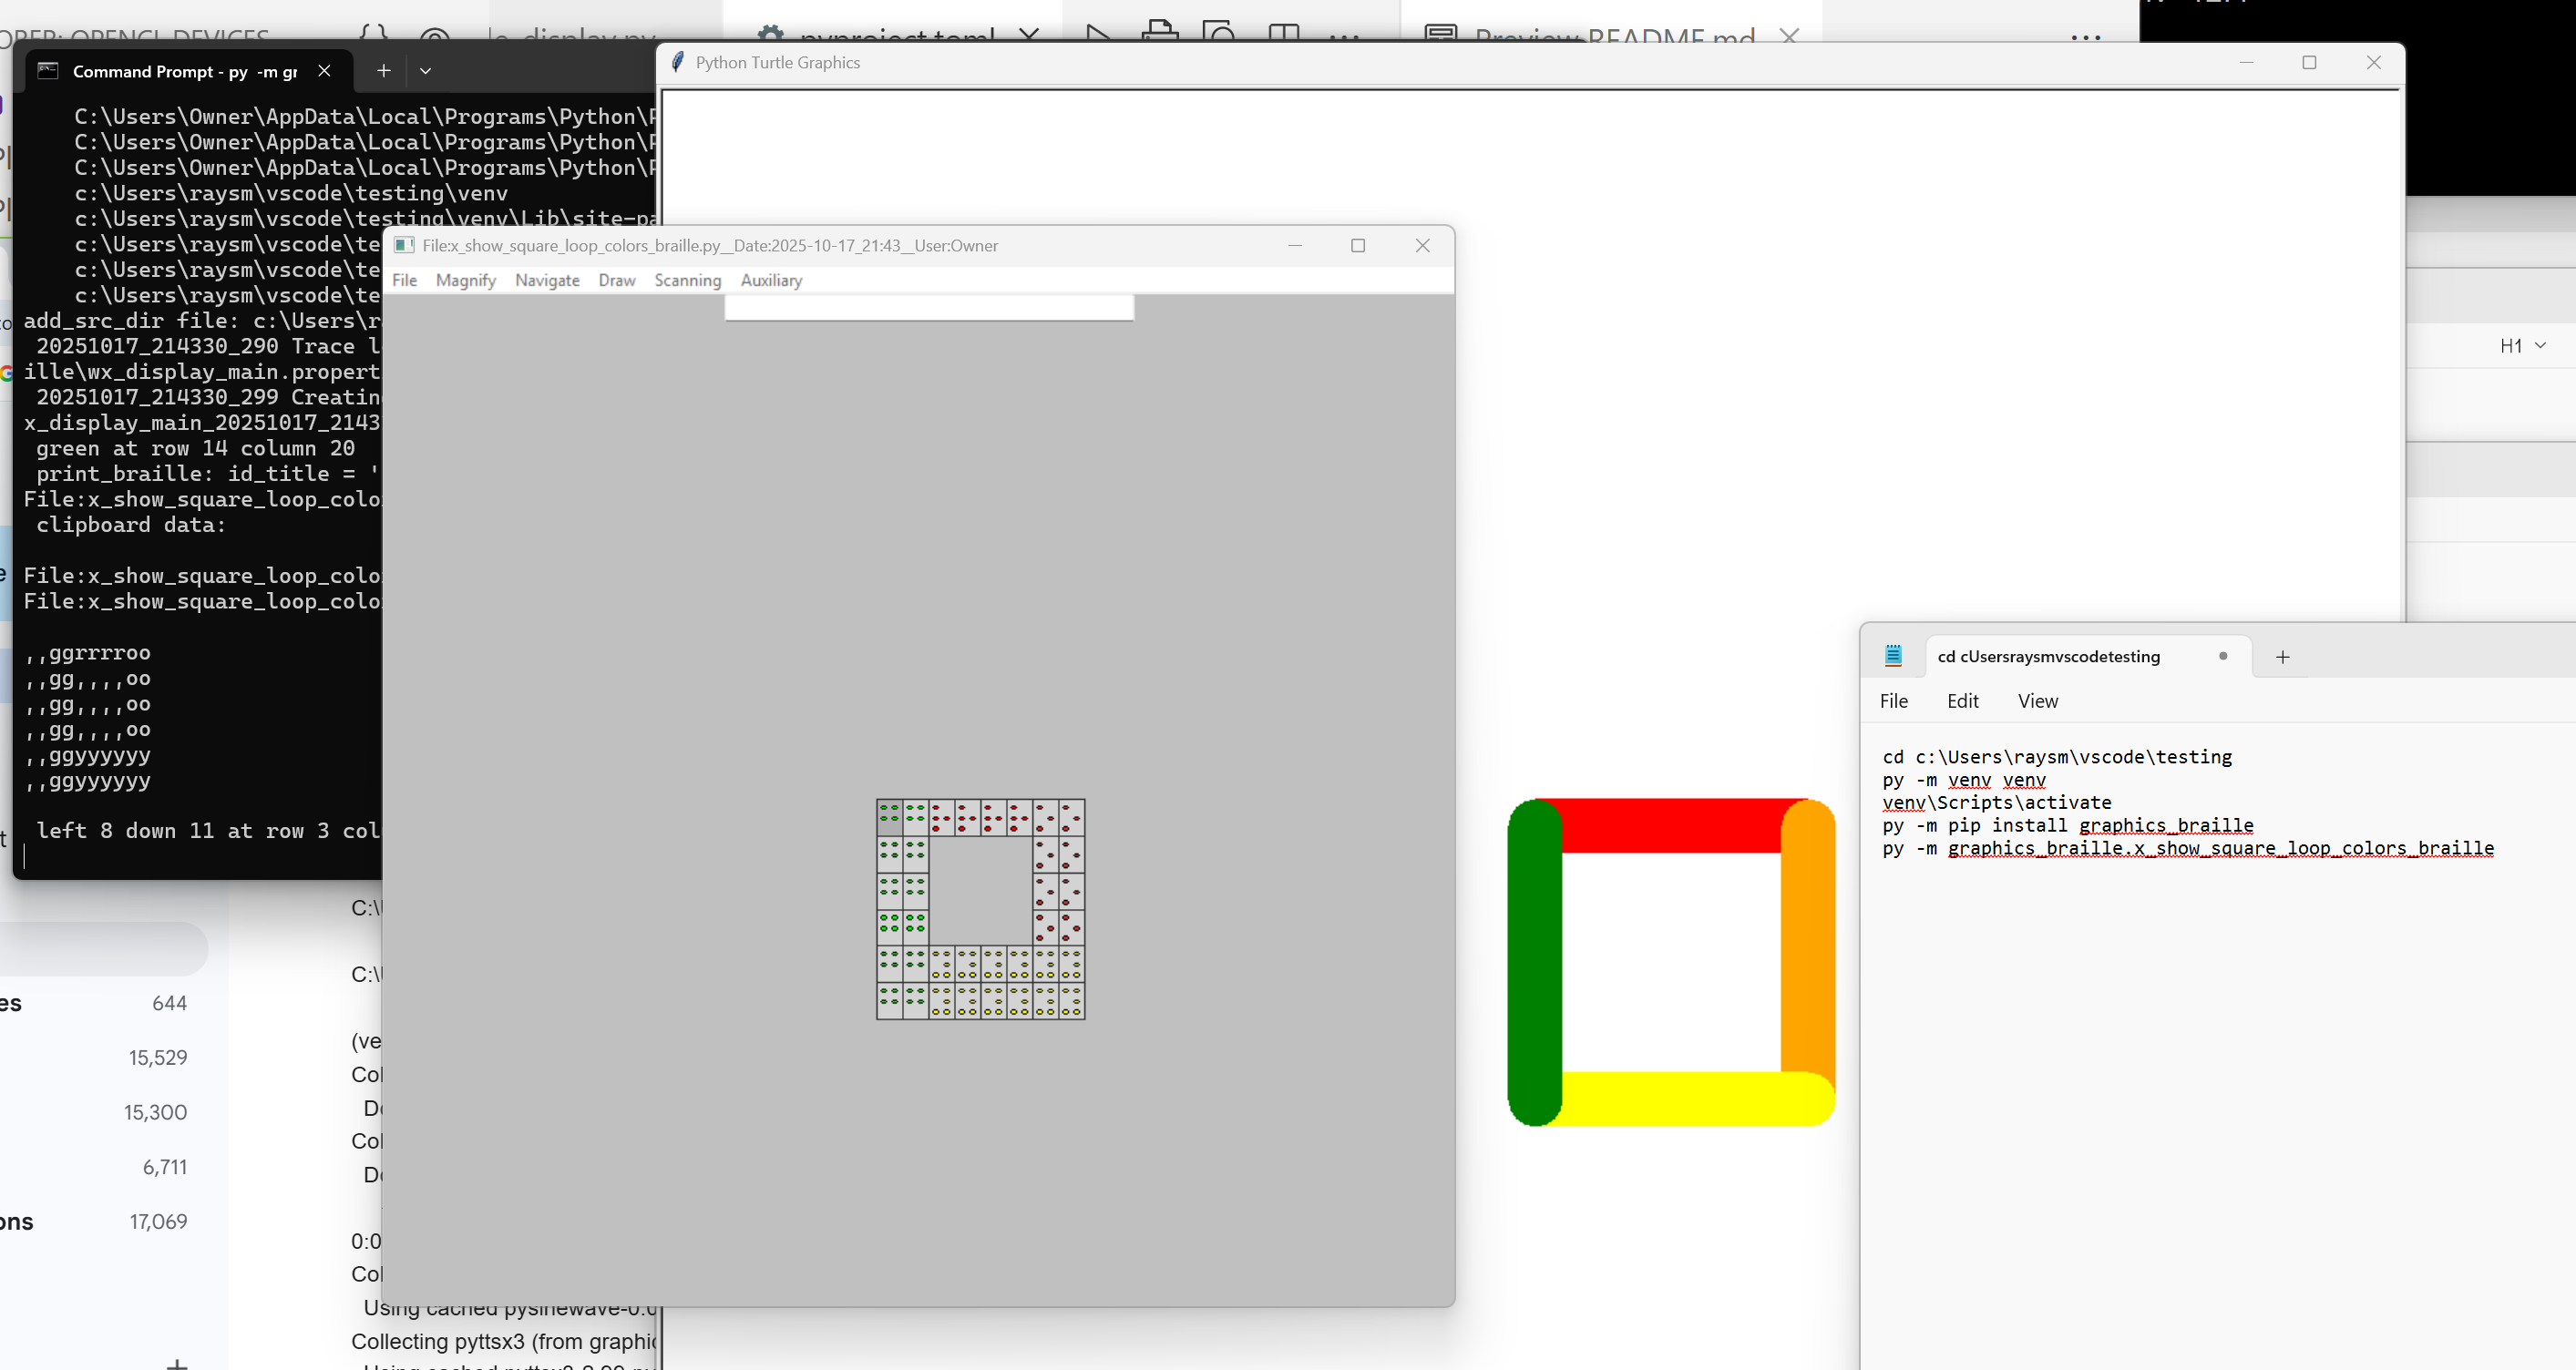 pyproject.toml
Preview README.md
Command Prompt - py -m gr
C:\Users\Owner\AppData\Local\Programs\Python\P
C:\Users\Owner\AppData\Local\Programs\Python\P
C:\Users\Owner\AppData\Local\Programs\Python\P
c:\Users\raysm\vscode\testing\venv
c:\Users\raysm\vscode\testing\venv\Lib\site-pa
c:\Users\raysm\vscode\te
c:\Users\raysm\vscode\te
c:\Users\raysm\vscode\te
add_src_dir file: c:\Users\r
20251017_214330_290 Trace l
ille\wx_display_main.propert
20251017_214330_299 Creatin
x_display_main_20251017_2143
green at row 14 column 20
print_braille: id_title = '
File:x_show_square_loop_colo
clipboard data:
File:x_show_square_loop_colo
File:x_show_square_loop_colo
,,ggrrrroo
,,gg,,,,oo
,,gg,,,,oo
,,gg,,,,oo
,,ggyyyyyy
,,ggyyyyyy
left 8 down 11 at row 3 col
Python Turtle Graphics
File:x_show_square_loop_colors_braille.py__Date:2025-10-17_21:43__User:Owner
File Magnify Navigate Draw Scanning Auxiliary
H1
cd cUsersraysmvscodetesting
File Edit View
cd c:\Users\raysm\vscode\testing
py -m venv venv
venv\Scripts\activate
py -m pip install graphics_braille
py -m graphics_braille.x_show_square_loop_colors_braille
644
15,529
15,300
6,711
17,069
C:\
C:\
(ve
Col
Col
0:0
Col
Using cached pysinewave-0.0
Collecting pyttsx3 (from graphic